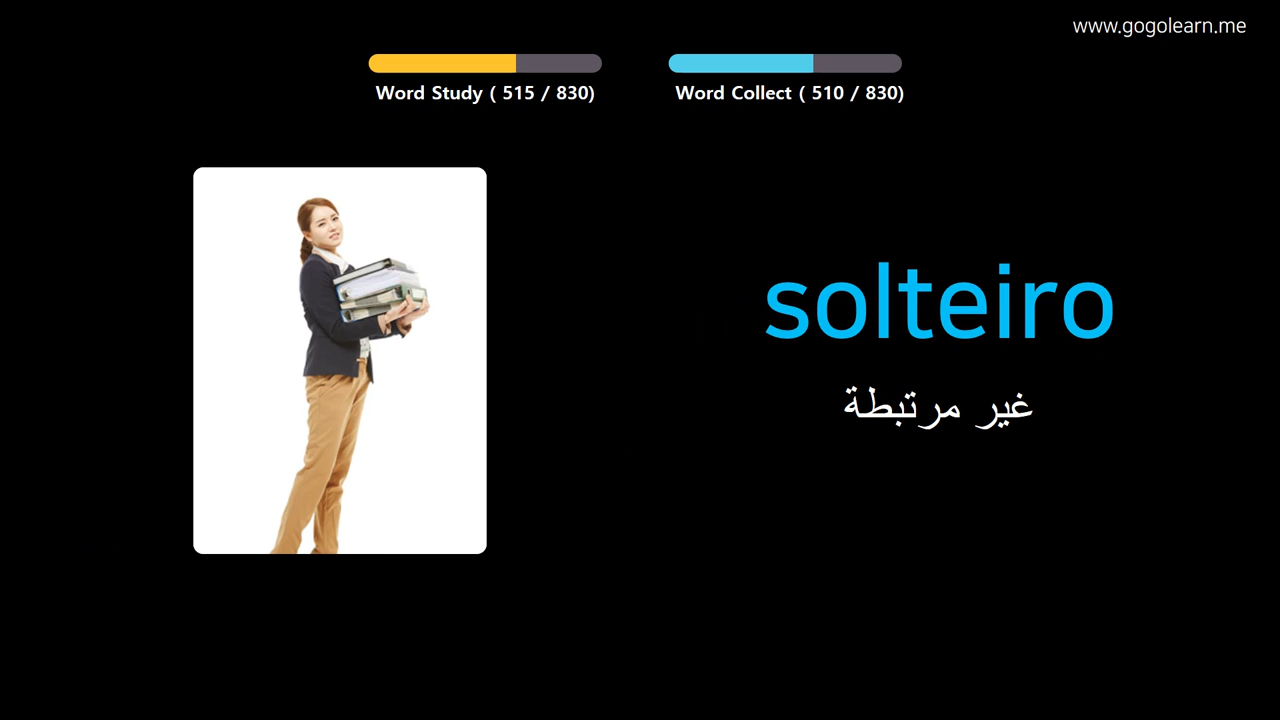 www.gogolearn.me
Word Study ( 515 / 830)
Word Collect ( 510 / 830)
solteiro
غير مرتبطة